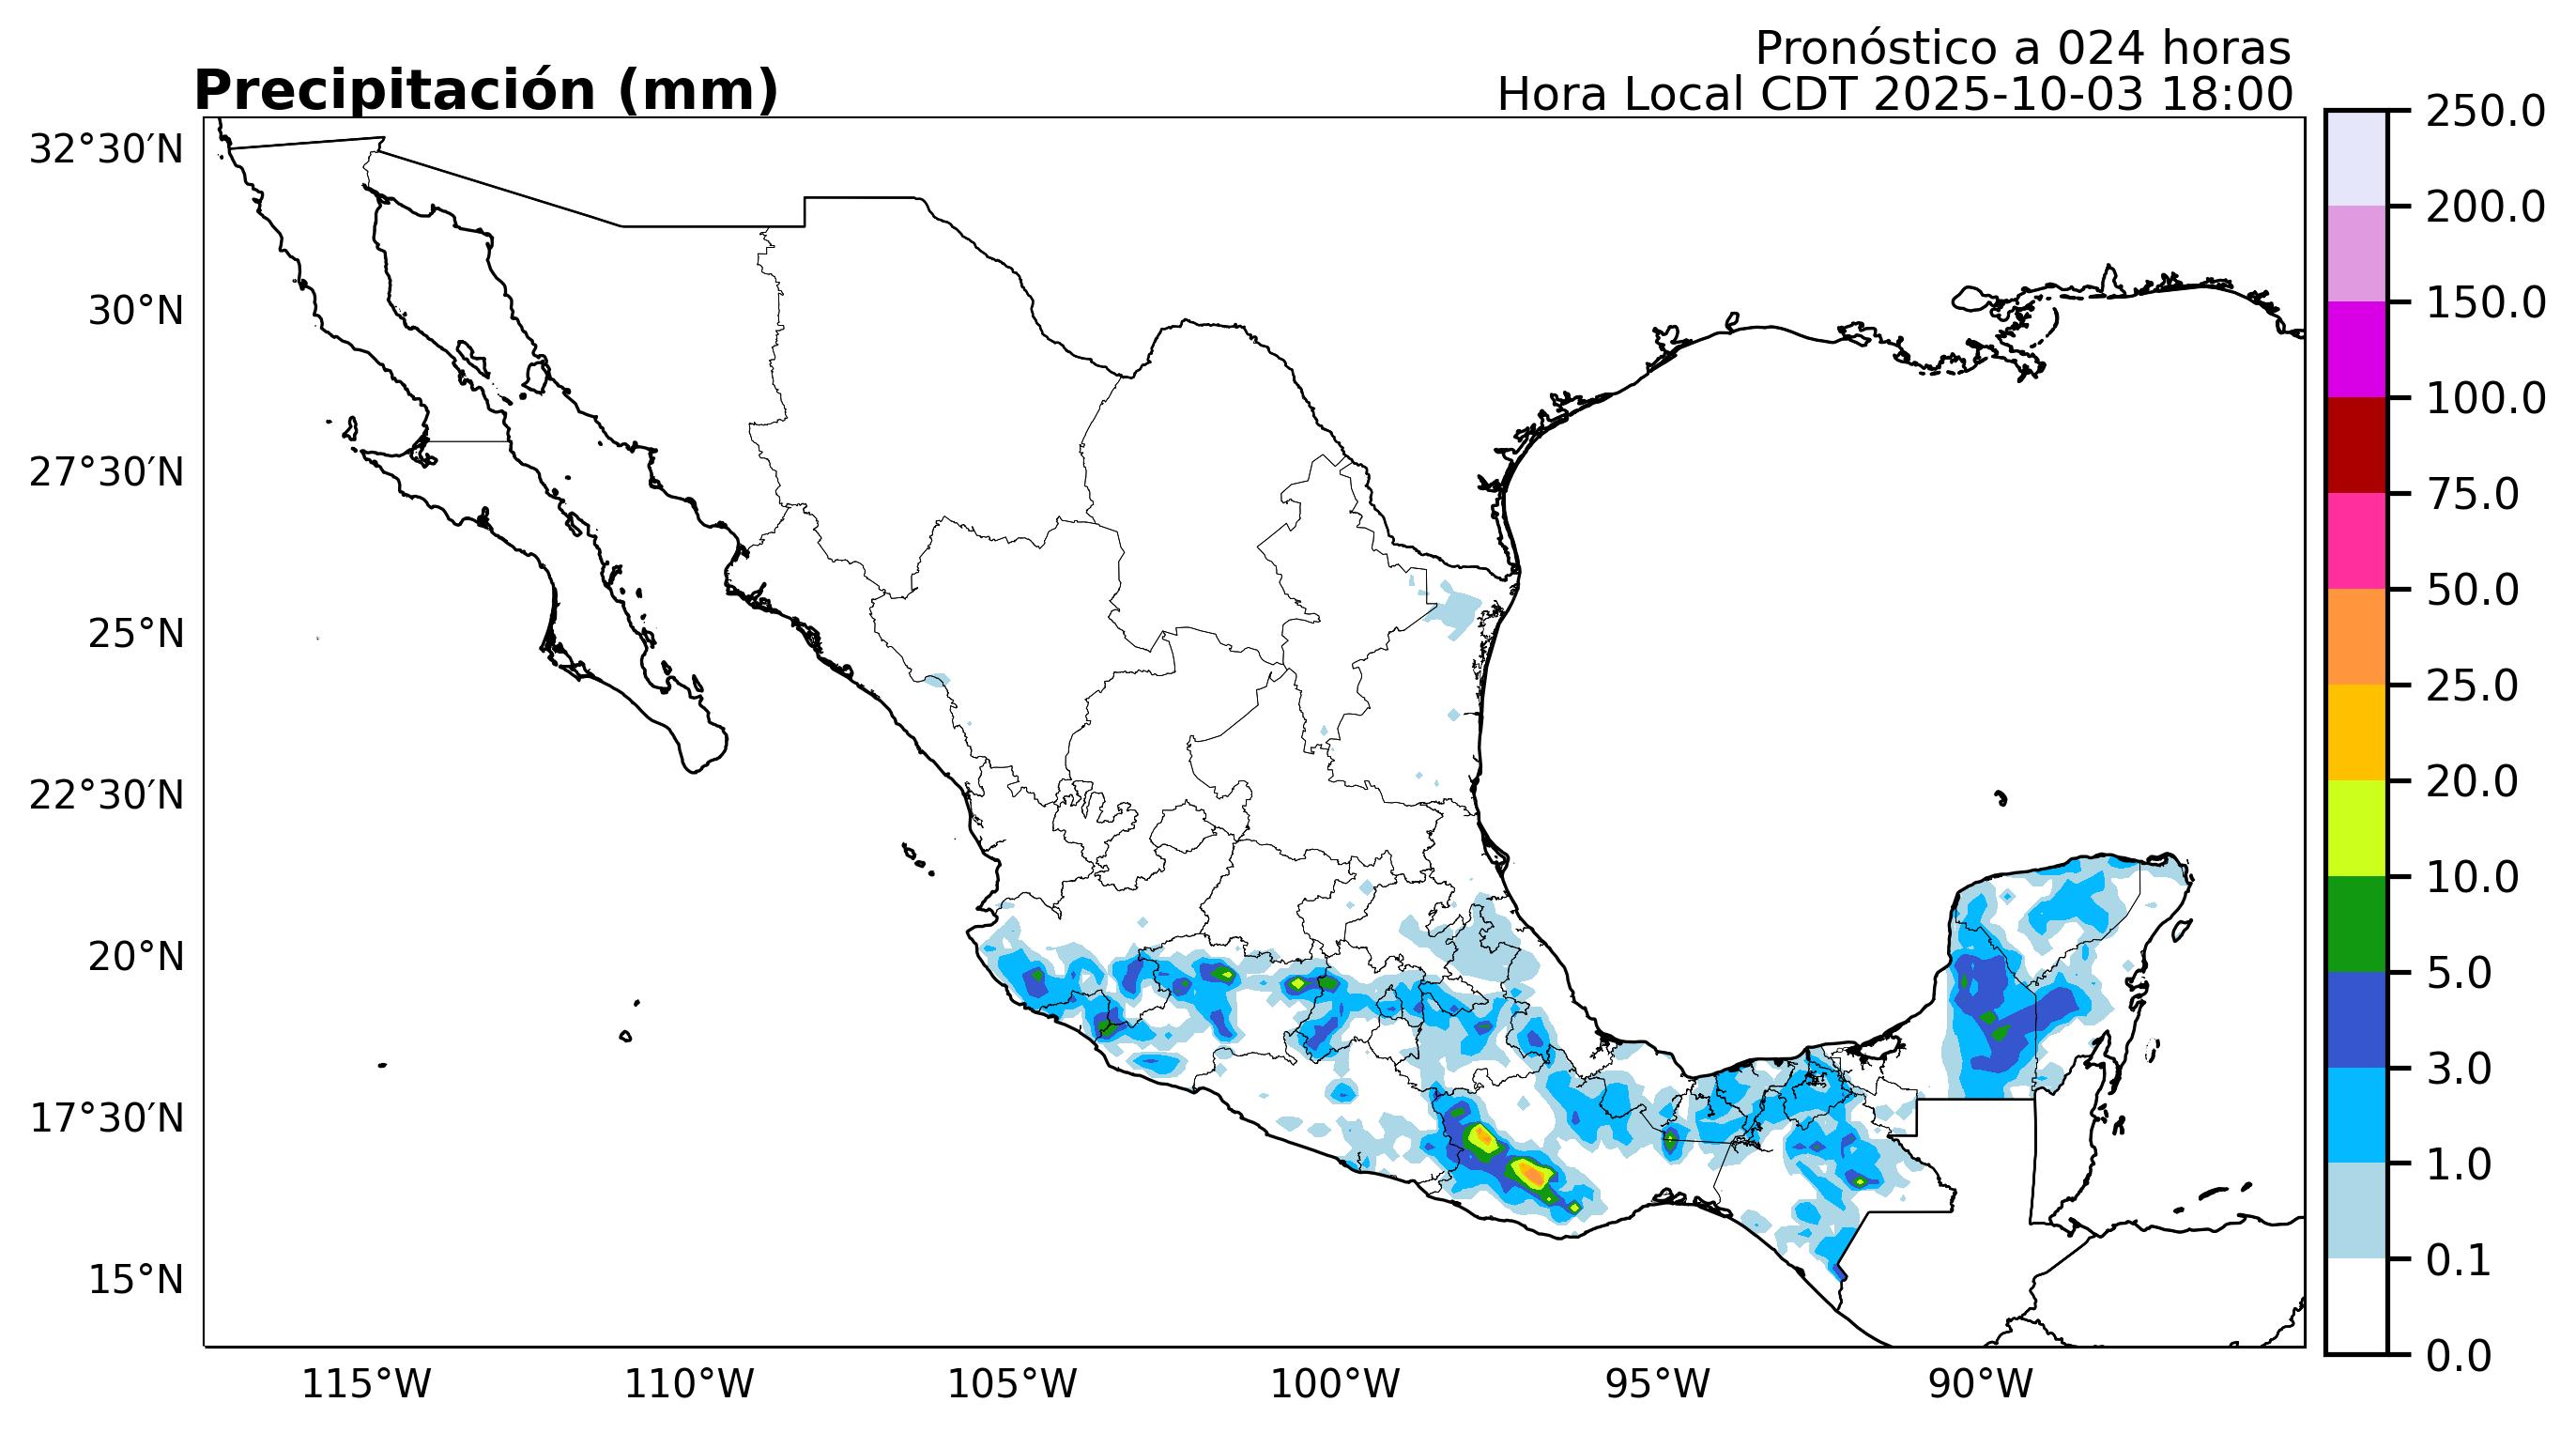 Pronóstico a 024 horas
Precipitación (mm)
Hora Local CDT 2025-10-03 18:00
32°30′N
30°N
27°30′N
25°N
22°30′N
20°N
17°30′N
15°N
115°W
110°W
105°W
100°W
95°W
90°W
250.0
200.0
150.0
100.0
75.0
50.0
25.0
20.0
10.0
5.0
3.0
1.0
0.1
0.0